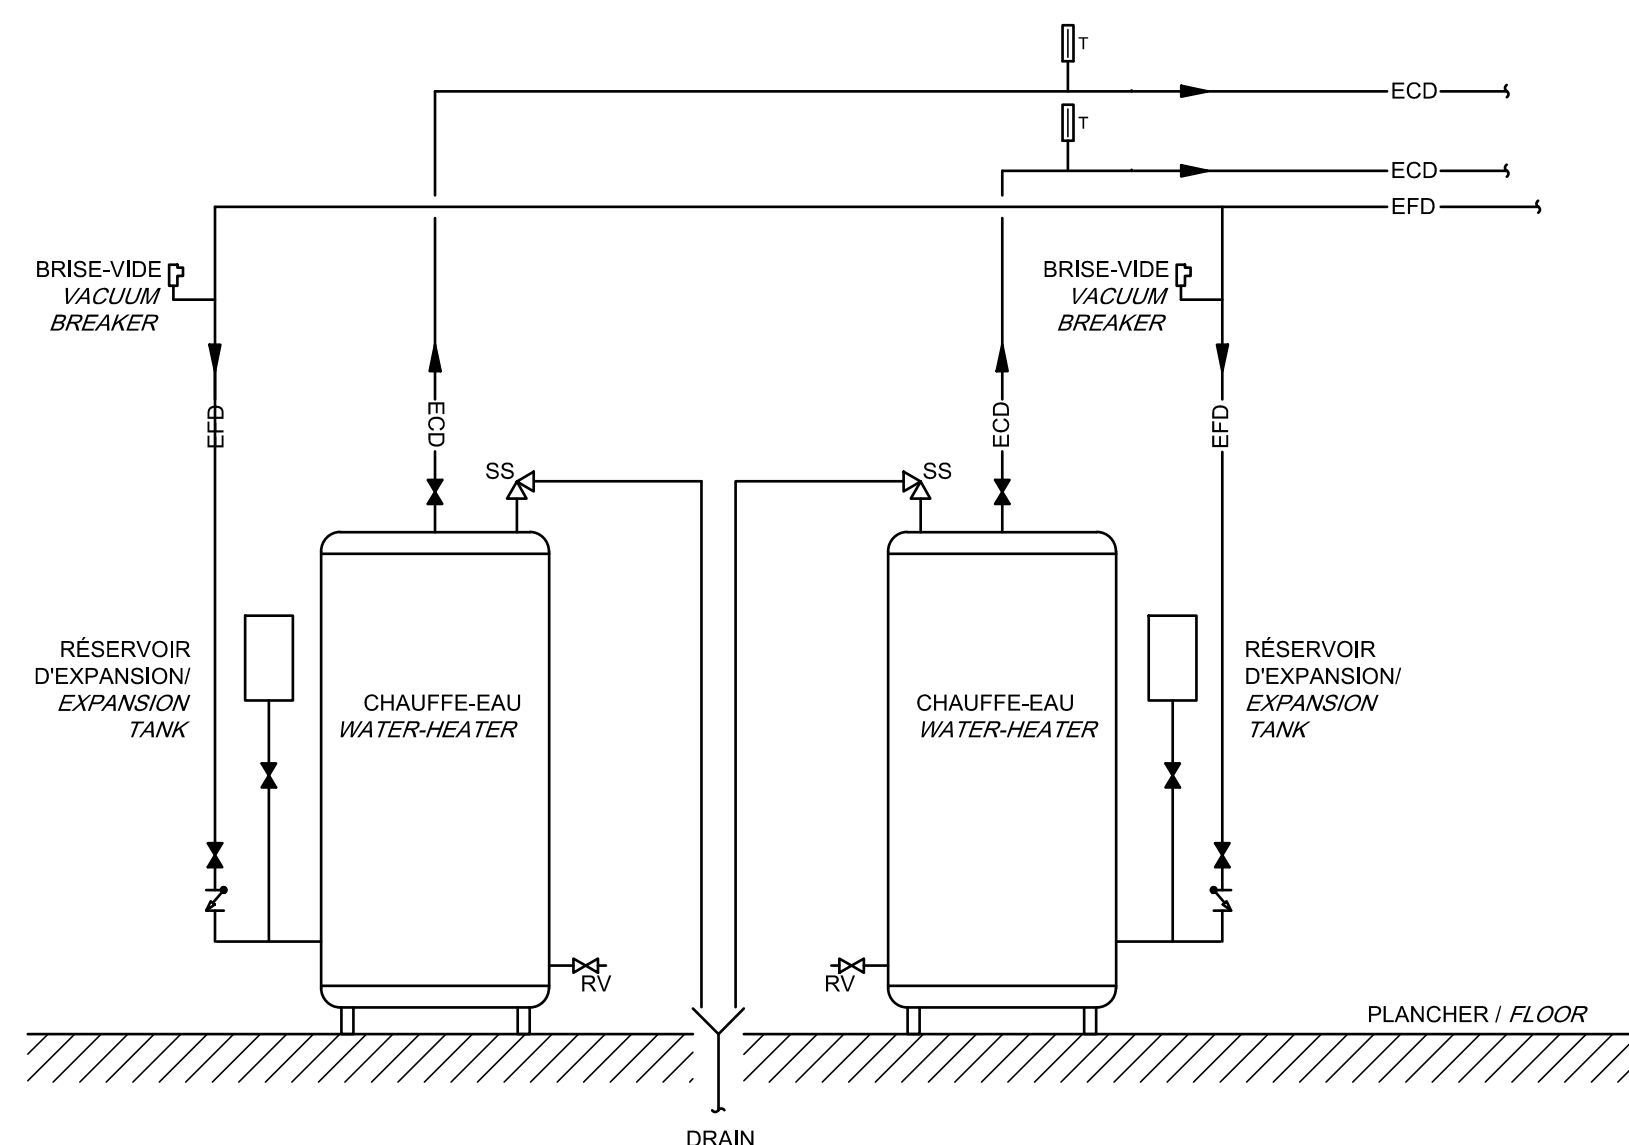 T
ECD
T
ECD
EFD
BRISE-VIDE
VACUUM
BREAKER
BRISE-VIDE
VACUUM
BREAKER
EFD
ECD
ECD
EFD
SS
SS
RÉSERVOIR
D'EXPANSION/
EXPANSION
TANK
CHAUFFE-EAU
WATER-HEATER
CHAUFFE-EAU
WATER-HEATER
RÉSERVOIR
D'EXPANSION/
EXPANSION
TANK
RV
RV
PLANCHER / FLOOR
DRAIN